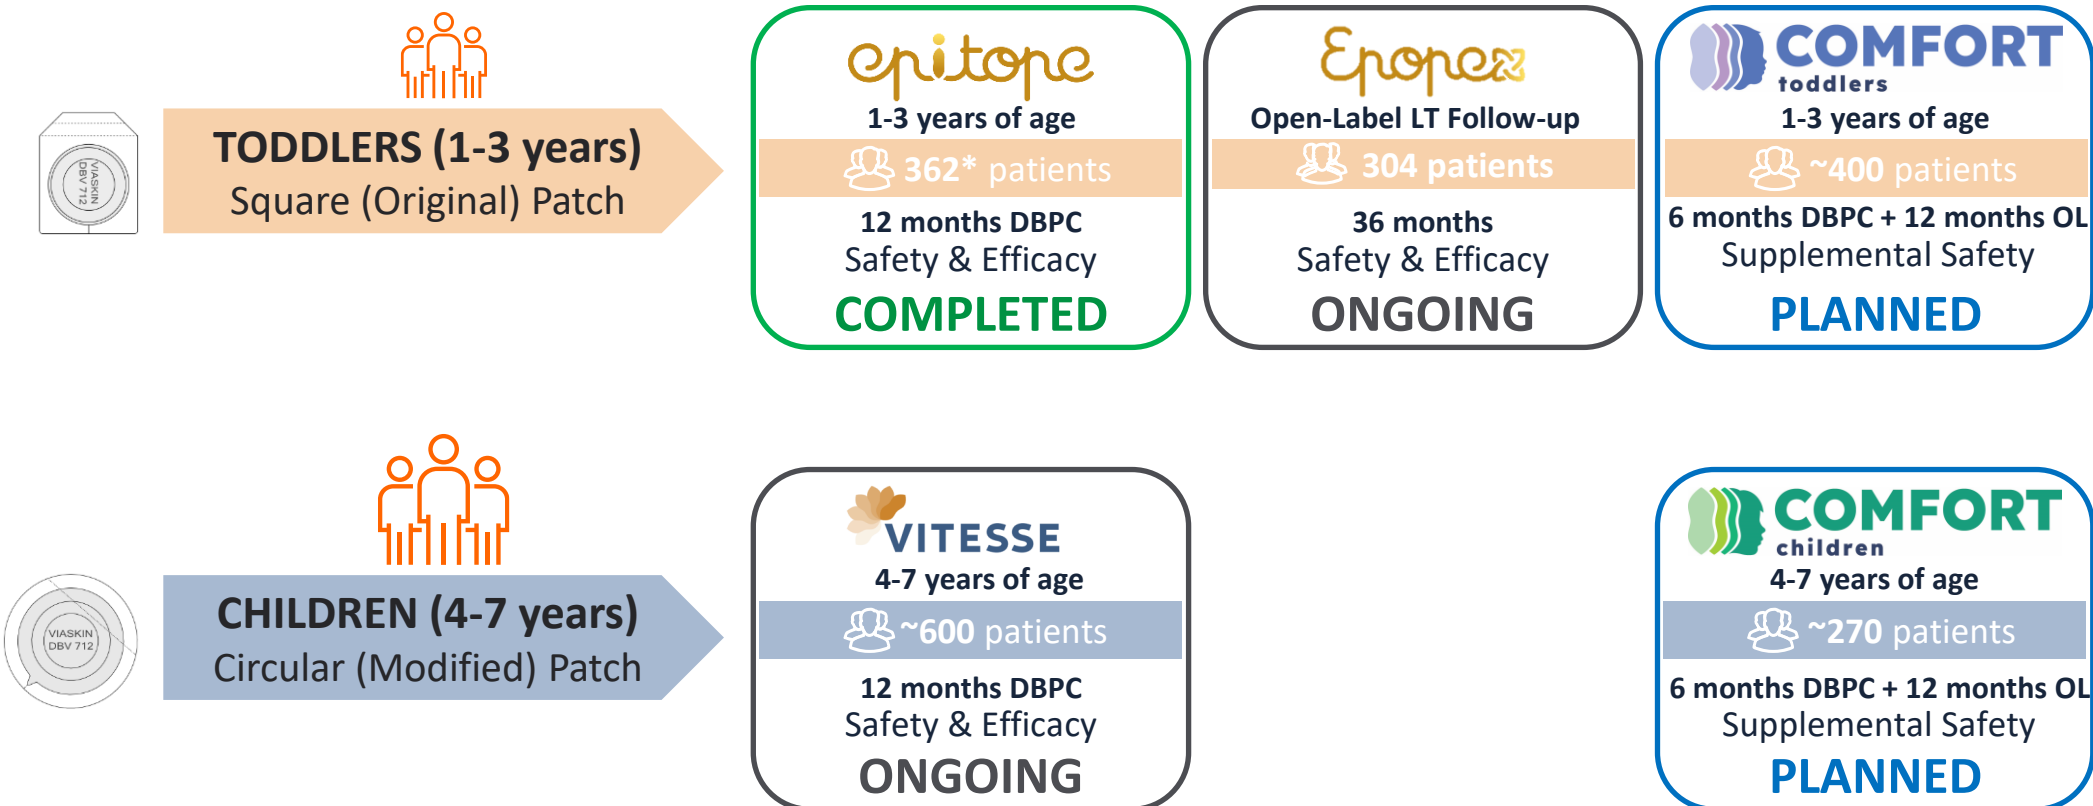 VIASKIN
DBV 712
TODDLERS (1-3 years)
Square (Original) Patch
epitope
1-3 years of age
362* patients
12 months DBPC
Safety & Efficacy
COMPLETED
Epopex
Open-Label LT Follow-up
304 patients
36 months
Safety & Efficacy
ONGOING
COMFORT
toddlers
1-3 years of age
~400 patients
6 months DBPC + 12 months OL
Supplemental Safety
PLANNED
VIASKIN
DBV 712
CHILDREN (4-7 years)
Circular (Modified) Patch
VITESSE
4-7 years of age
~600 patients
12 months DBPC
Safety & Efficacy
ONGOING
COMFORT
children
4-7 years of age
~270 patients
6 months DBPC + 12 months OL
Supplemental Safety
PLANNED